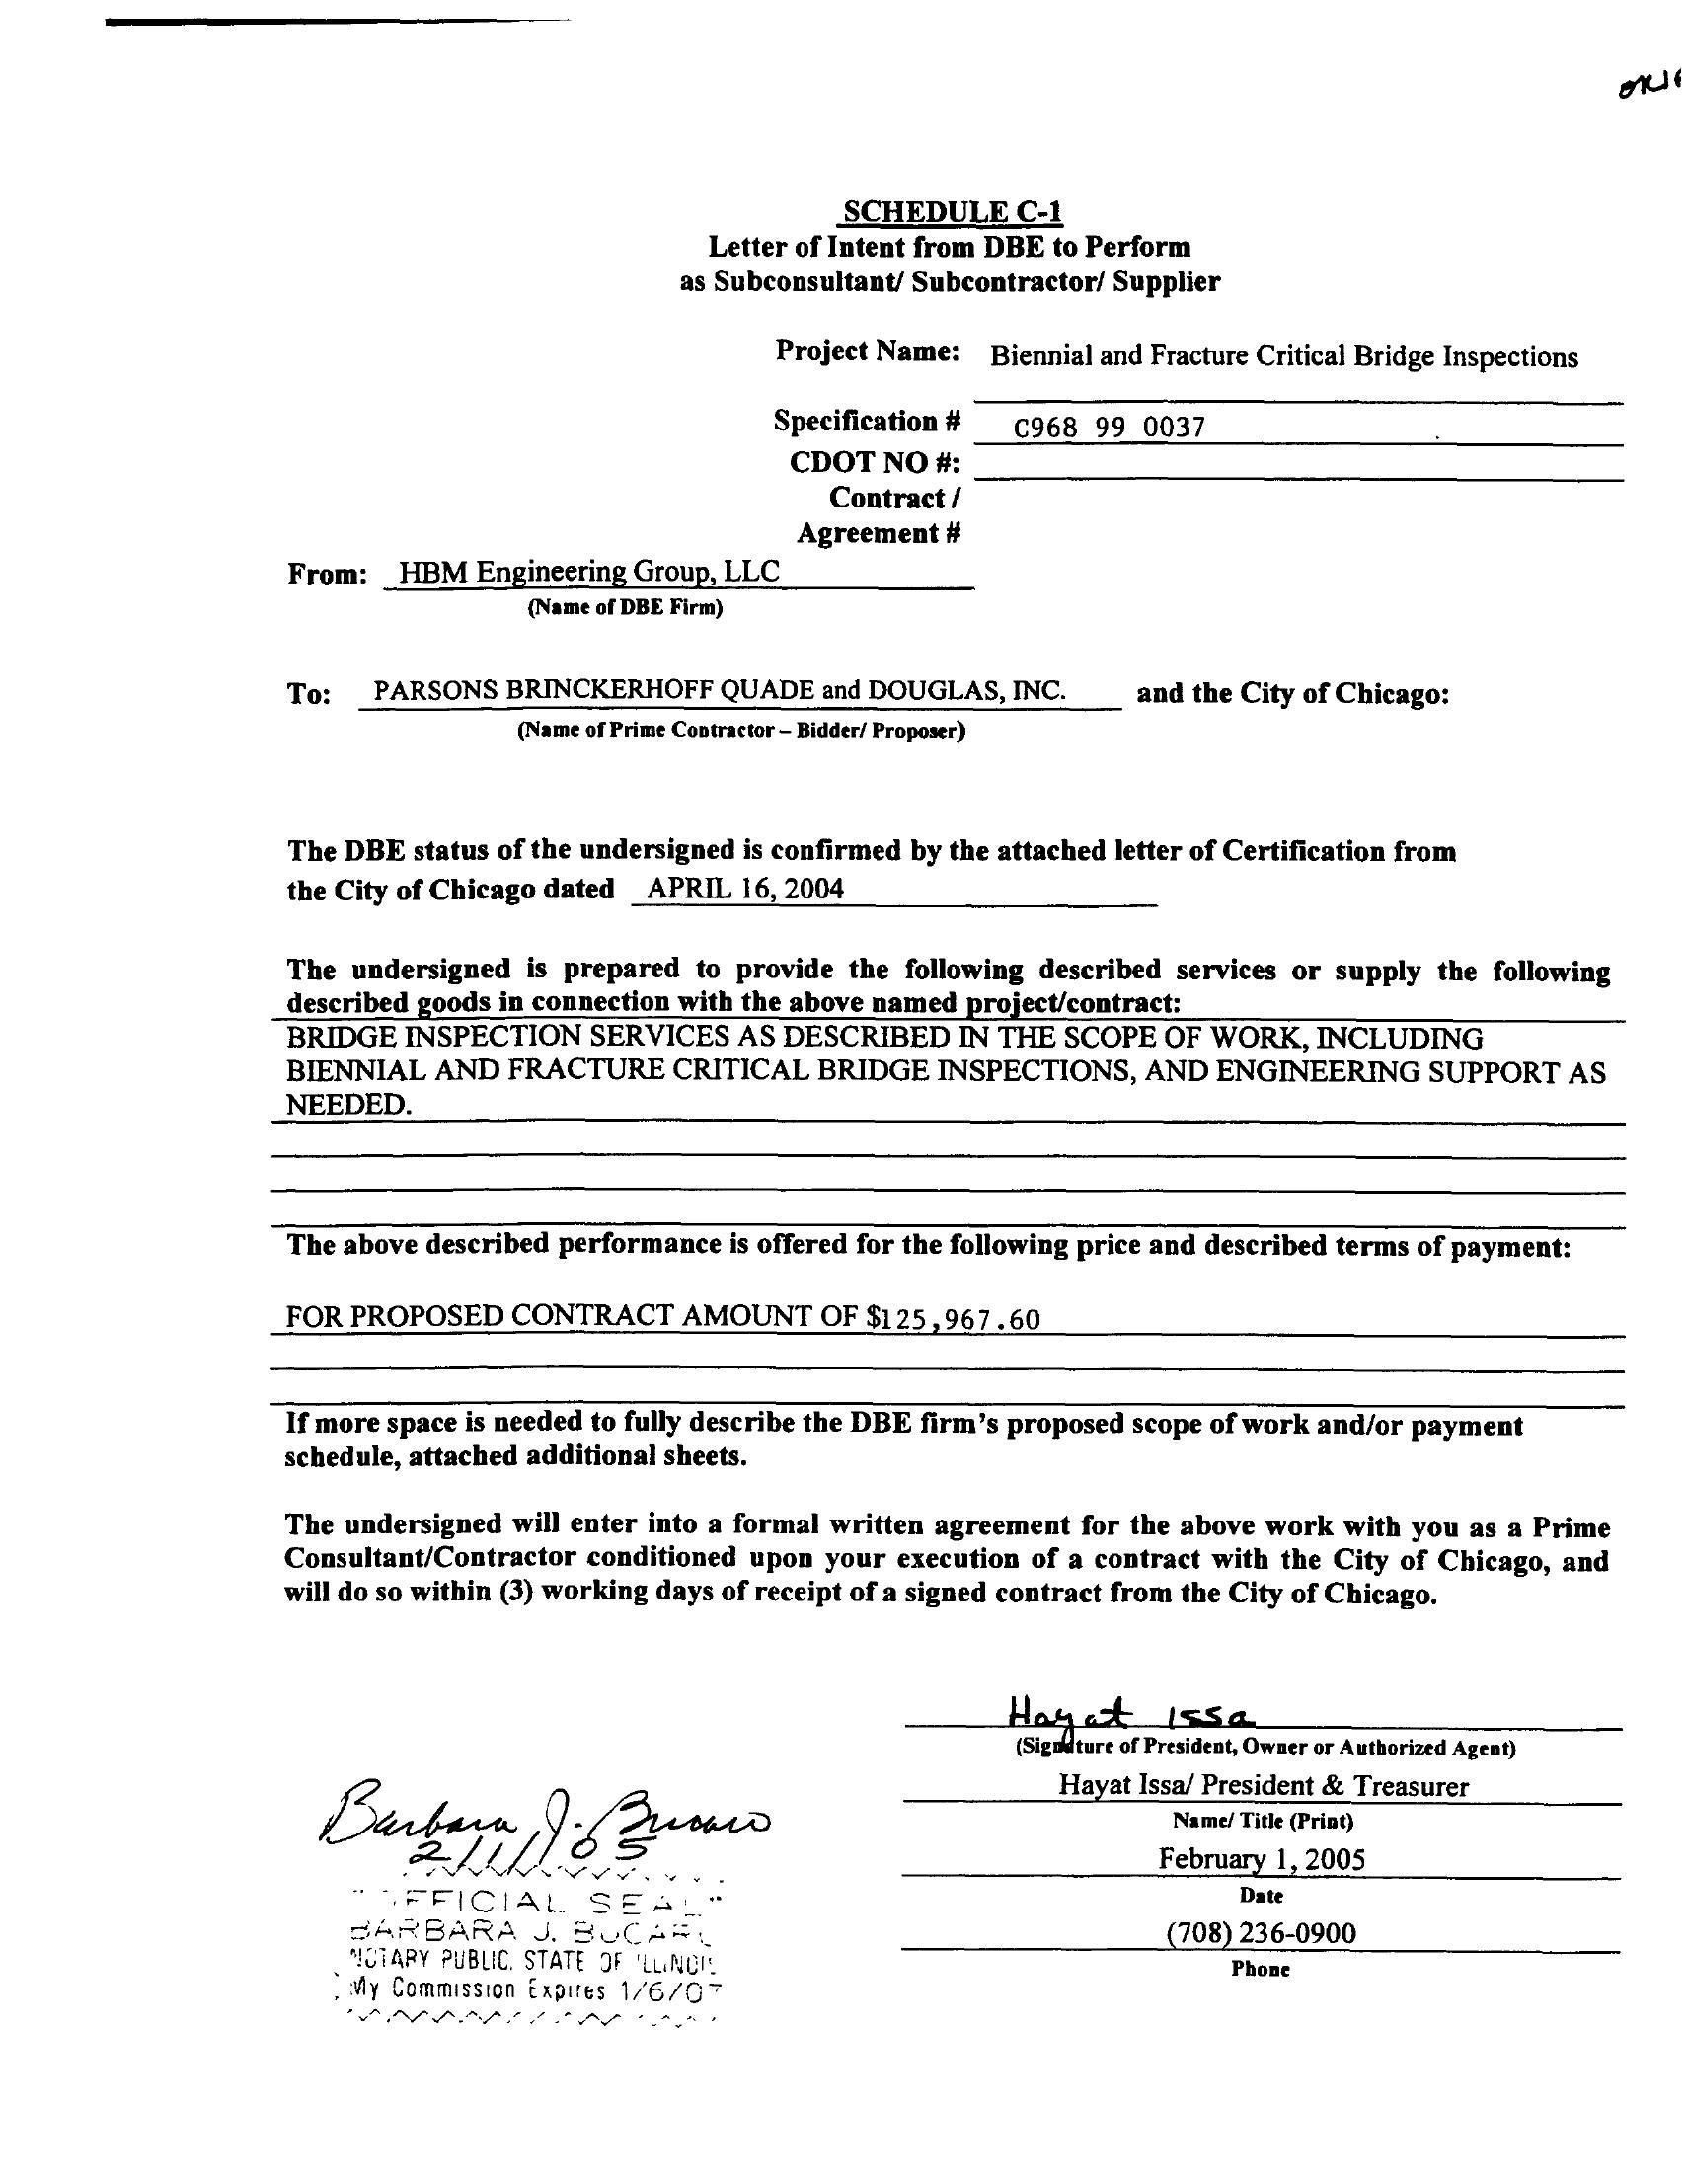 SCHEDULE C-1
Letter of Intent from DBE to Perform
as Subconsultant/ Subcontractor/ Supplier
Project Name: Biennial and Fracture Critical Bridge Inspections
Specification # C968 99 0037
CDOT NO #:
Contract /
Agreement #
From: HBM Engineering Group, LLC
(Name of DBE Firm)
To: PARSONS BRINCKERHOFF QUADE and DOUGLAS, INC. and the City of Chicago:
(Name of Prime Contractor – Bidder/ Proposer)
The DBE status of the undersigned is confirmed by the attached letter of Certification from
the City of Chicago dated APRIL 16, 2004
The undersigned is prepared to provide the following described services or supply the following
described goods in connection with the above named project/contract:
BRIDGE INSPECTION SERVICES AS DESCRIBED IN THE SCOPE OF WORK, INCLUDING
BIENNIAL AND FRACTURE CRITICAL BRIDGE INSPECTIONS, AND ENGINEERING SUPPORT AS
NEEDED.
The above described performance is offered for the following price and described terms of payment:
FOR PROPOSED CONTRACT AMOUNT OF $125,967.60
If more space is needed to fully describe the DBE firm's proposed scope of work and/or payment
schedule, attached additional sheets.
The undersigned will enter into a formal written agreement for the above work with you as a Prime
Consultant/Contractor conditioned upon your execution of a contract with the City of Chicago, and
will do so within (3) working days of receipt of a signed contract from the City of Chicago.
Hayat Issa
(Signature of President, Owner or Authorized Agent)
Hayat Issa/ President & Treasurer
Name/ Title (Print)
February 1, 2005
Date
(708) 236-0900
Phone
Barbara J.
2/1/05
"OFFICIAL SEAL"
BARBARA J.
NOTARY PUBLIC, STATE OF ILLINOIS
My Commission Expires 1/6/07